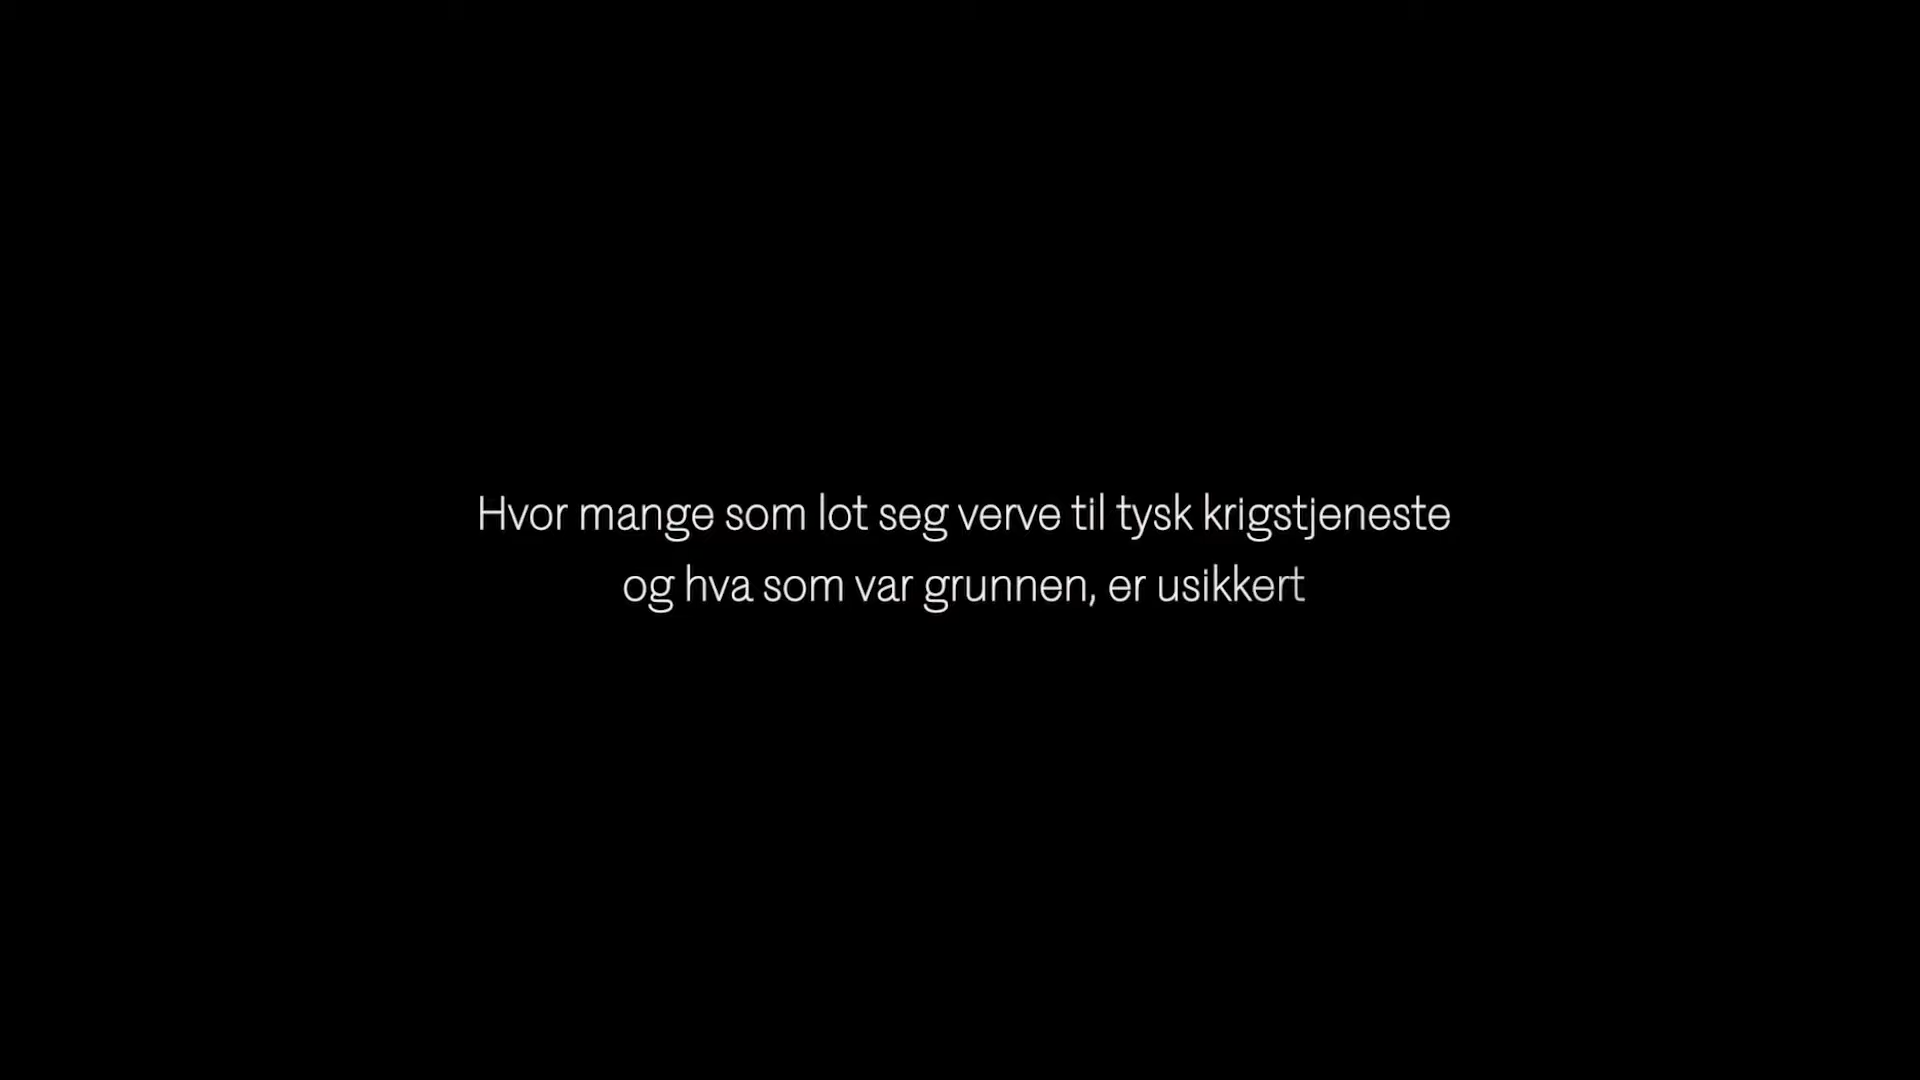 Hvor mange som lot seg verve til tysk krigstjeneste
og hva som var grunnen, er usikkert